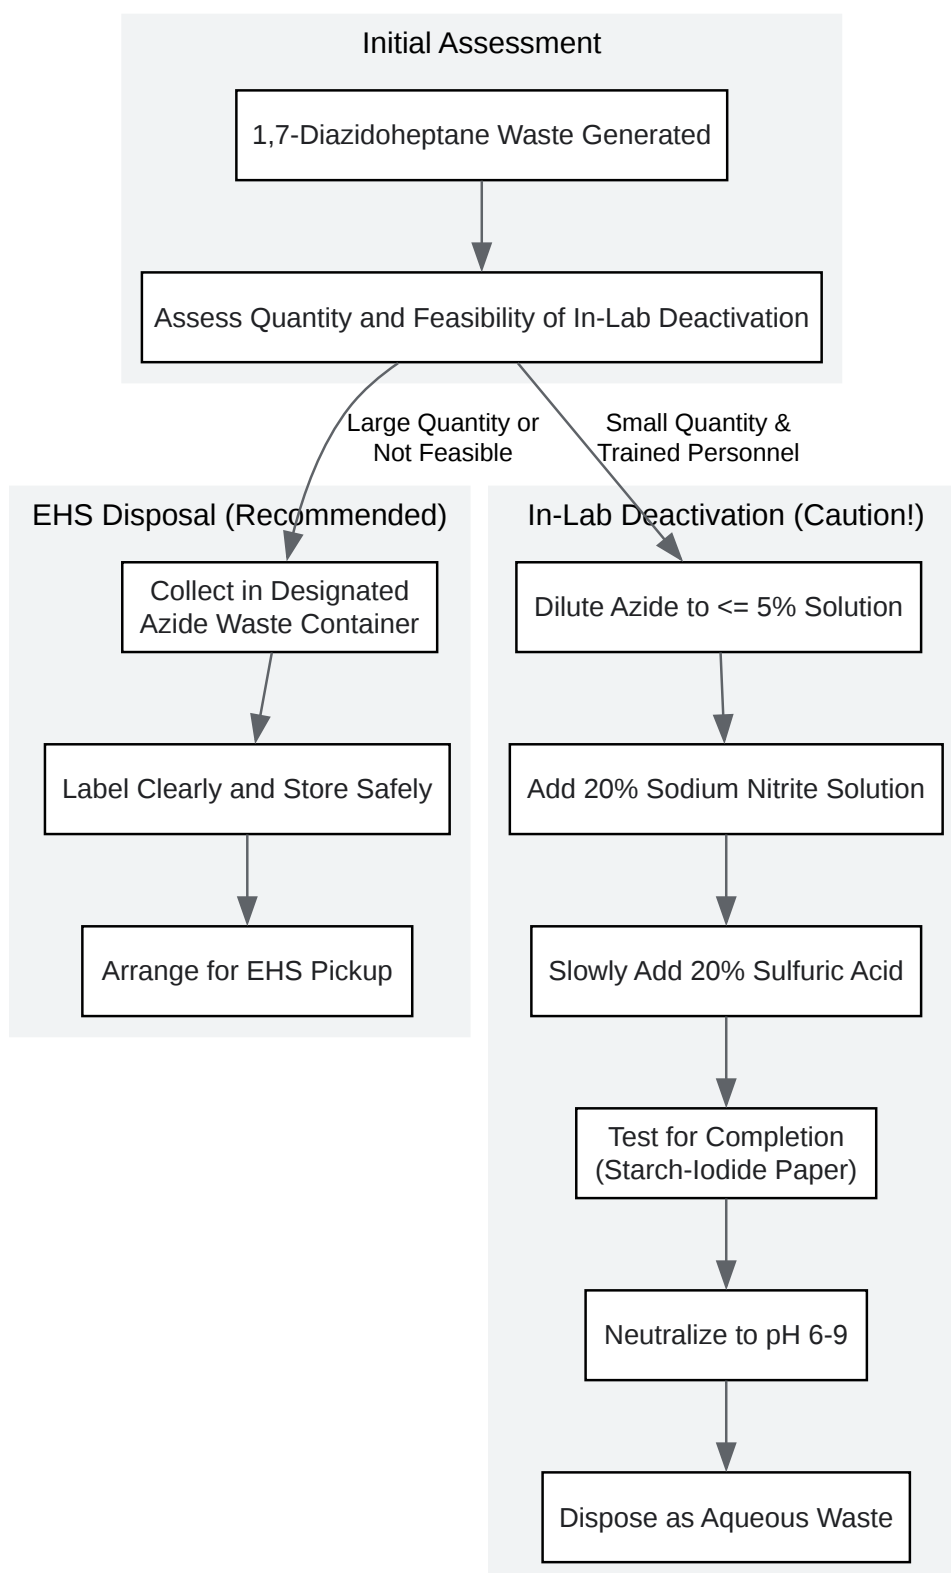 Initial Assessment
1,7-Diazidoheptane Waste Generated
Assess Quantity and Feasibility of In-Lab Deactivation
Large Quantity or
Not Feasible
Small Quantity &
Trained Personnel
EHS Disposal (Recommended)
Collect in Designated
Azide Waste Container
Label Clearly and Store Safely
Arrange for EHS Pickup
In-Lab Deactivation (Caution!)
Dilute Azide to <= 5% Solution
Add 20% Sodium Nitrite Solution
Slowly Add 20% Sulfuric Acid
Test for Completion
(Starch-Iodide Paper)
Neutralize to pH 6-9
Dispose as Aqueous Waste